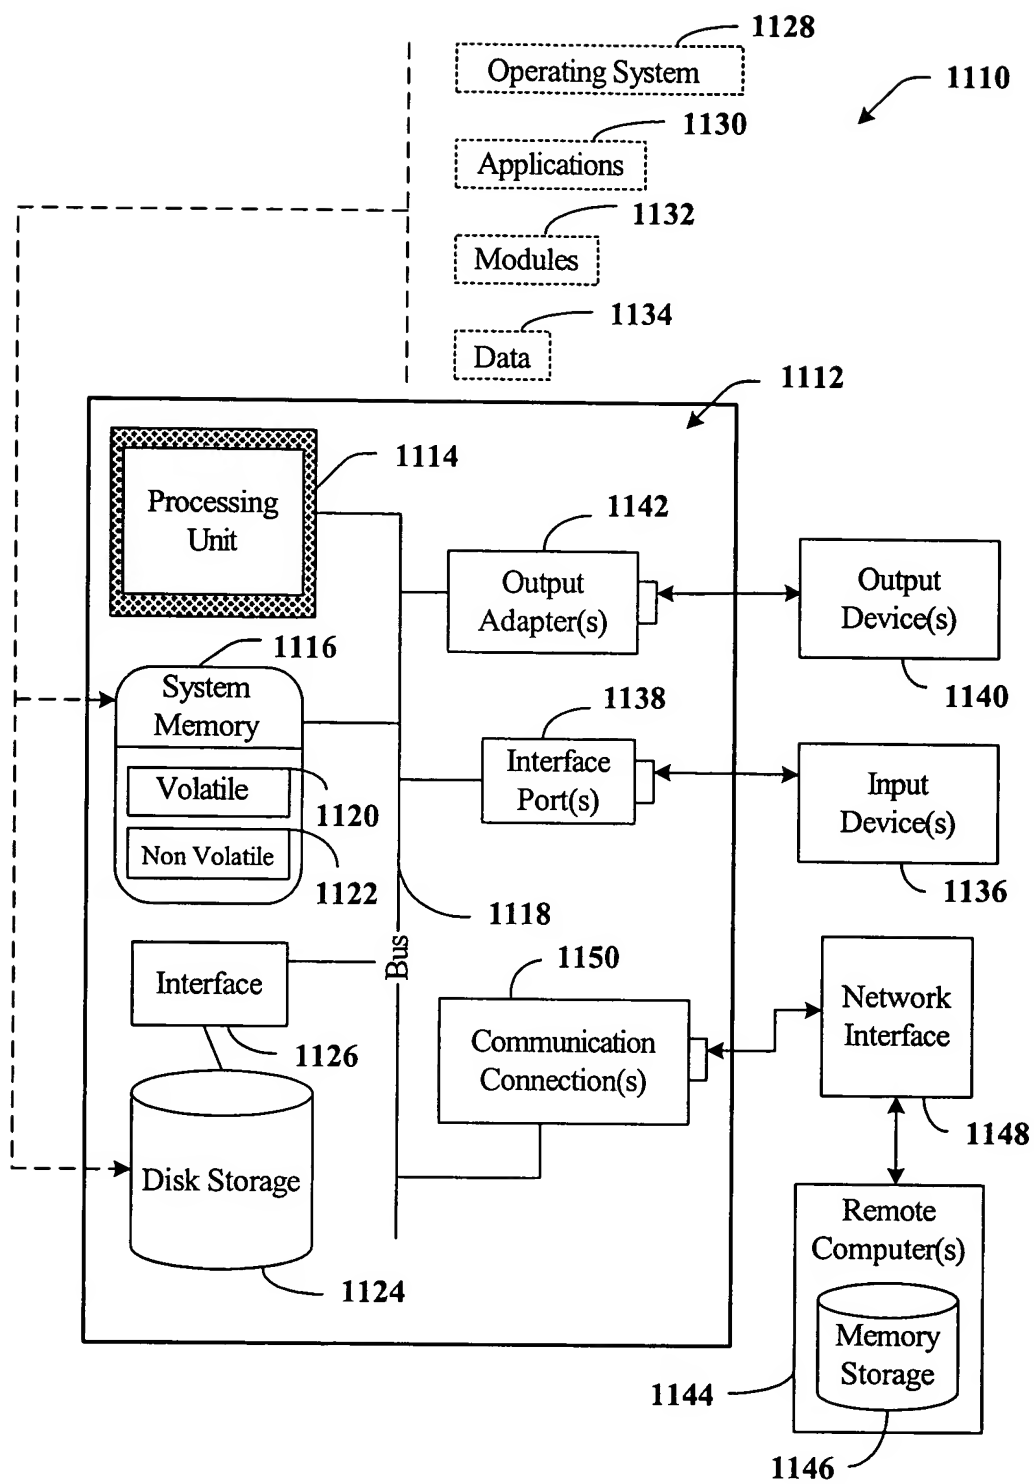 1128
Operating System
1110
1130
Applications
1132
Modules
1134
Data
1112
1114
Processing
Unit
1142
Output
Adapter(s)
Output
Device(s)
1140
1116
System
Memory
Volatile
1120
Non Volatile
1122
1138
Interface
Port(s)
Input
Device(s)
1136
1118
Bus
Interface
1126
1150
Communication
Connection(s)
Network
Interface
1148
Disk Storage
1124
Remote
Computer(s)
Memory
Storage
1144
1146